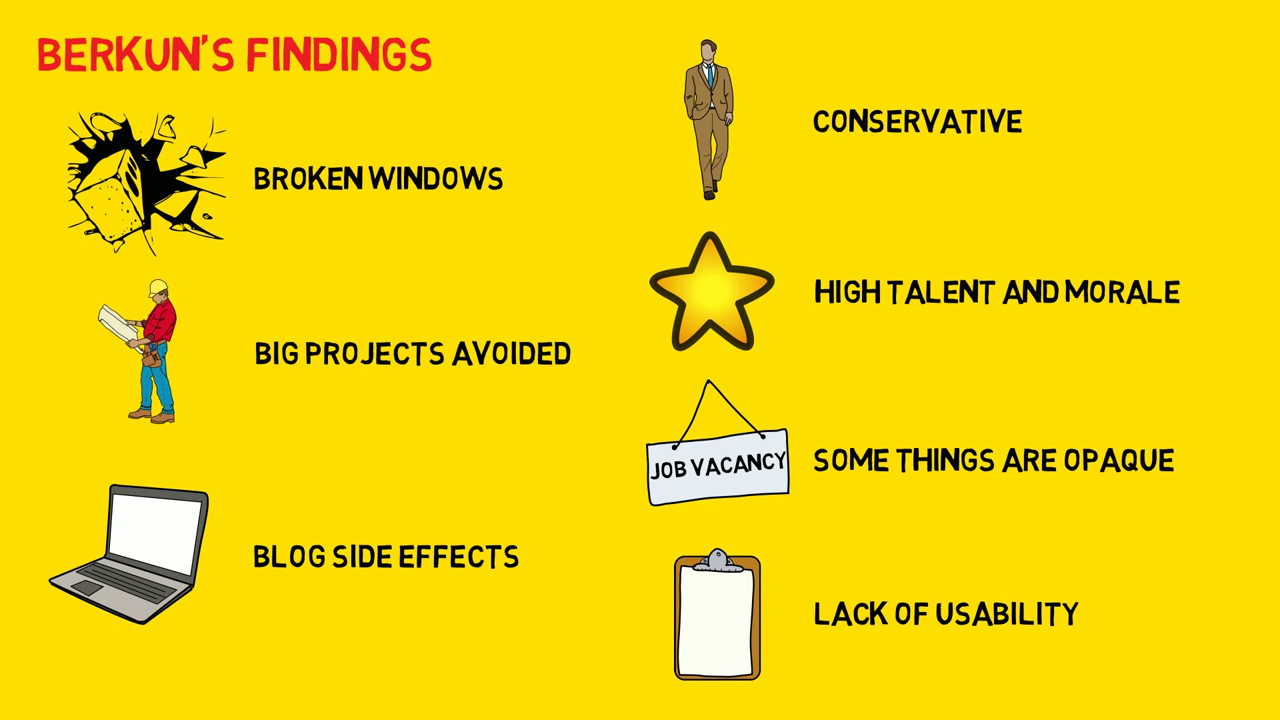 BERKUN'S FINDINGS
BROKEN WINDOWS
BIG PROJECTS AVOIDED
BLOG SIDE EFFECTS
CONSERVATIVE
HIGH TALENT AND MORALE
JOB VACANCY
SOME THINGS ARE OPAQUE
LACK OF USABILITY